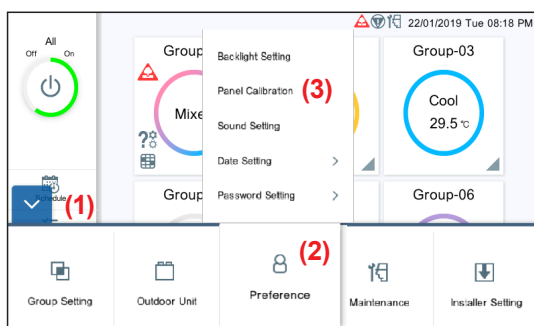 22/01/2019 Tue 08:18 PM
All
Off
On
Group
Group-03
Mixe
Cool
29.5 ℃
Backlight Setting
Panel Calibration
(3)
Sound Setting
Date Setting
Password Setting
Schedule
(1)
Group
Group-06
(2)
Group Setting
Outdoor Unit
Preference
Maintenance
Installer Setting